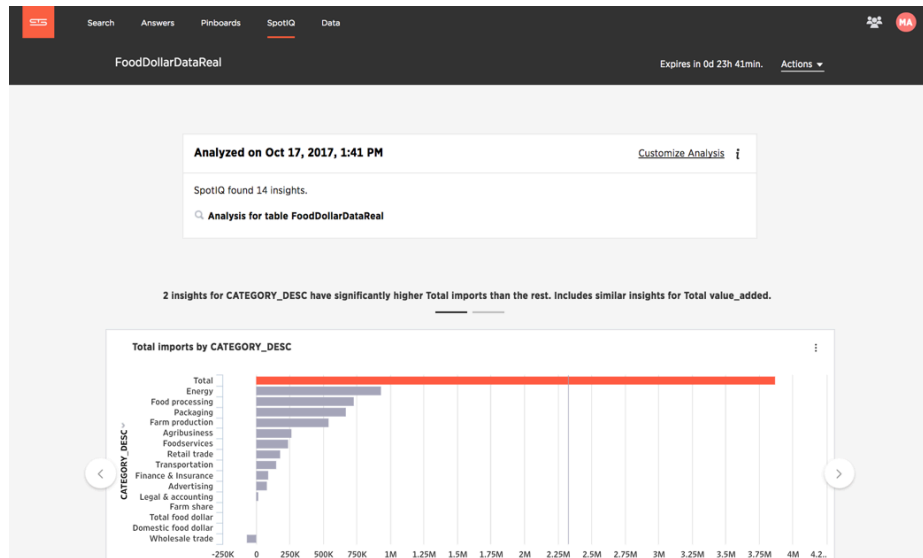 SYS
Search Answers Pinboards SpotIQ Data
MA
FoodDollarDataReal
Expires in 0d 23h 41min. Actions
Analyzed on Oct 17, 2017, 1:41 PM
Customize Analysis i
SpotIQ found 14 insights.
Analysis for table FoodDollarDataReal
2 insights for CATEGORY_DESC have significantly higher Total imports than the rest. Includes similar insights for Total value_added.
Total imports by CATEGORY_DESC
CATEGORY_DESC
Total
Energy
Food processing
Packaging
Farm production
Agribusiness
Foodservices
Retail trade
Transportation
Finance & Insurance
Advertising
Legal & accounting
Farm share
Total food dollar
Domestic food dollar
Wholesale trade
-250K 0 250K 500K 750K 1M 1.25M 1.5M 1.75M 2M 2.25M 2.5M 2.75M 3M 3.25M 3.5M 3.75M 4M 4.2..